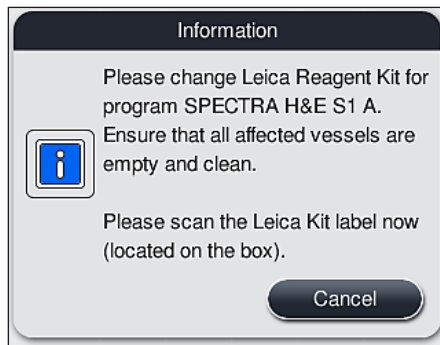 Information
Please change Leica Reagent Kit for
program SPECTRA H&E S1 A.
Ensure that all affected vessels are
empty and clean.
Please scan the Leica Kit label now
(located on the box).
Cancel